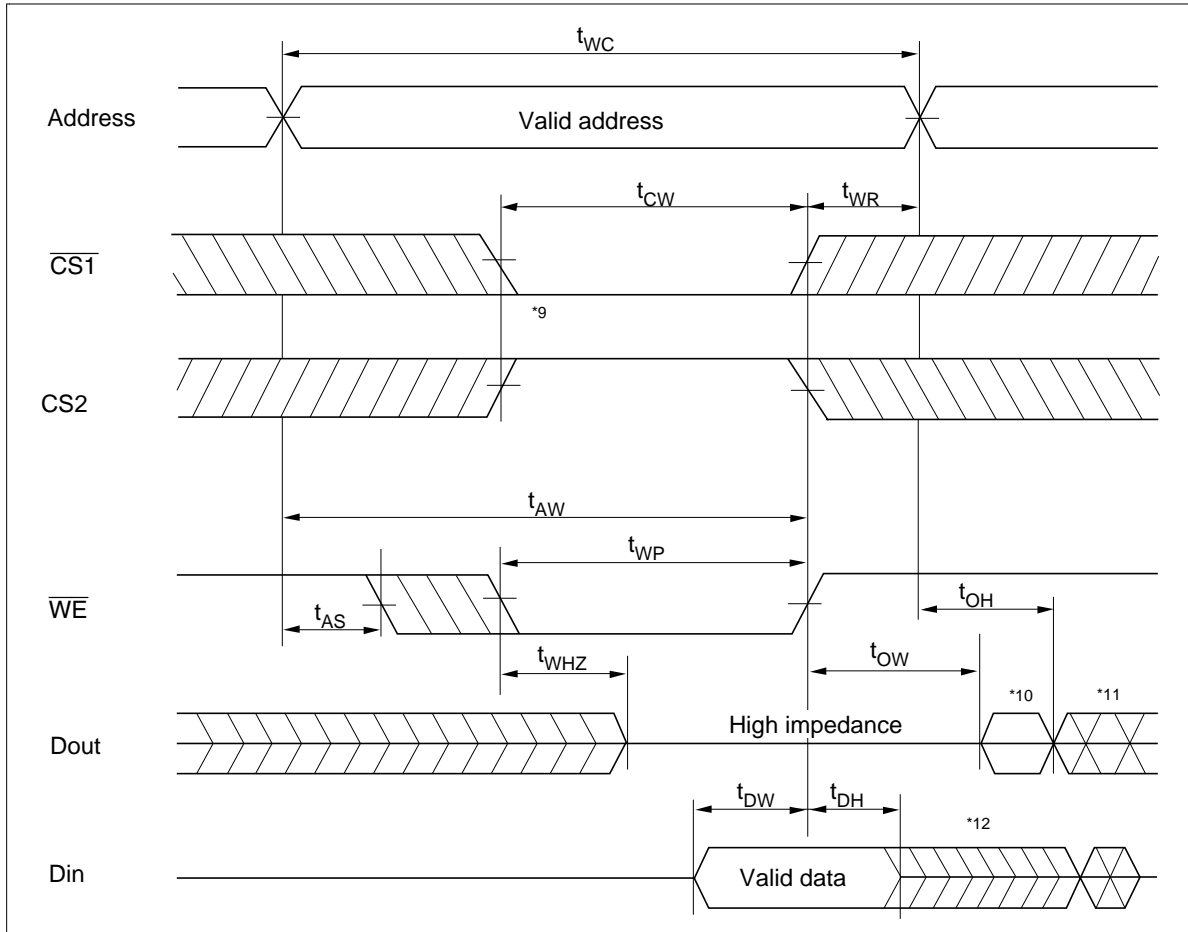 tWC
Address
Valid address
tCW
tWR
CS1
*9
CS2
tAW
tWP
WE
tAS
tOH
tWHZ
tOW
*10
*11
Dout
High impedance
tDW
tDH
*12
Din
Valid data